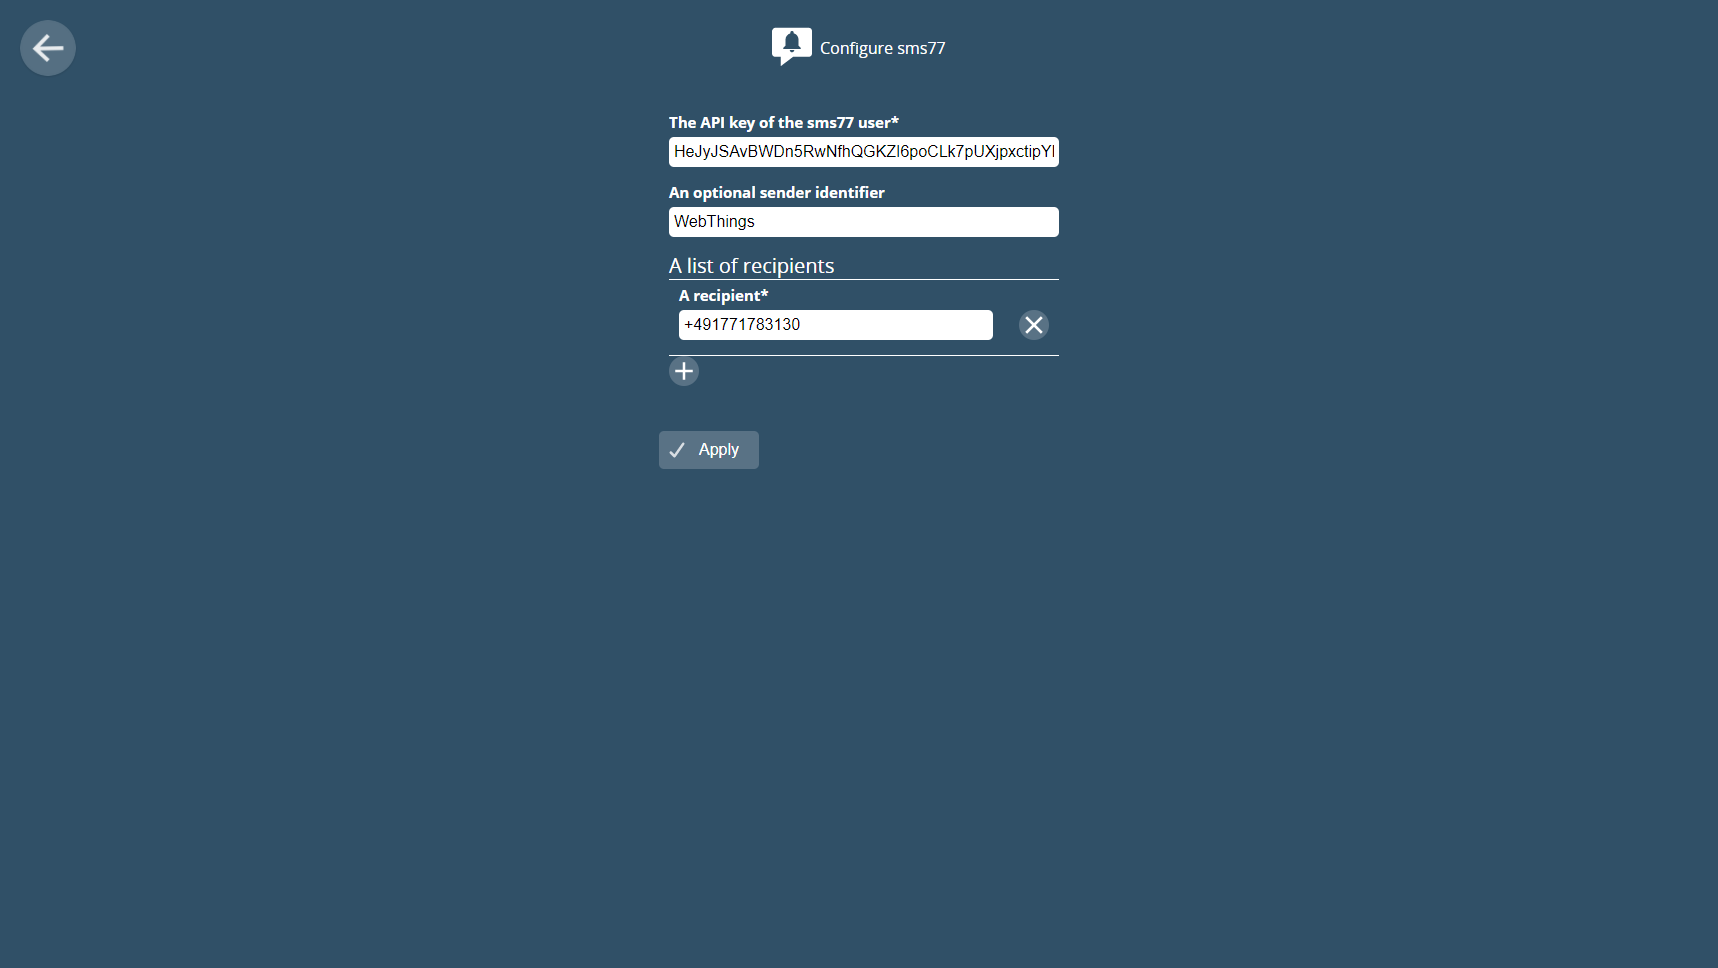 Configure sms77
The API key of the sms77 user*
HeJyJSAvBWDn5RwNfhQGKZI6poCLk7pUXjpxctipYI
An optional sender identifier
WebThings
A list of recipients
A recipient*
+491771783130
Apply